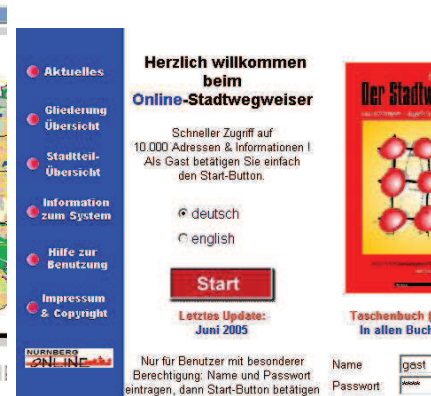 Aktuelles
Gliederung
Übersicht
Stadtteil-
Übersicht
Information
zum System
Hilfe zur
Benutzung
Impressum
& Copyright
NÜRNBERG
ONLINE
Herzlich willkommen
beim
Online-Stadtwegweiser
Schneller Zugriff auf
10.000 Adressen & Informationen !
Als Gast betätigen Sie einfach
den Start-Button.
deutsch
english
Start
Letztes Update:
Juni 2005
Nur für Benutzer mit besonderer
Berechtigung: Name und Passwort
eintragen, dann Start-Button betätigen
Der Stadtw
Taschenbuch (
In allen Buch
Name gast
Passwort ****